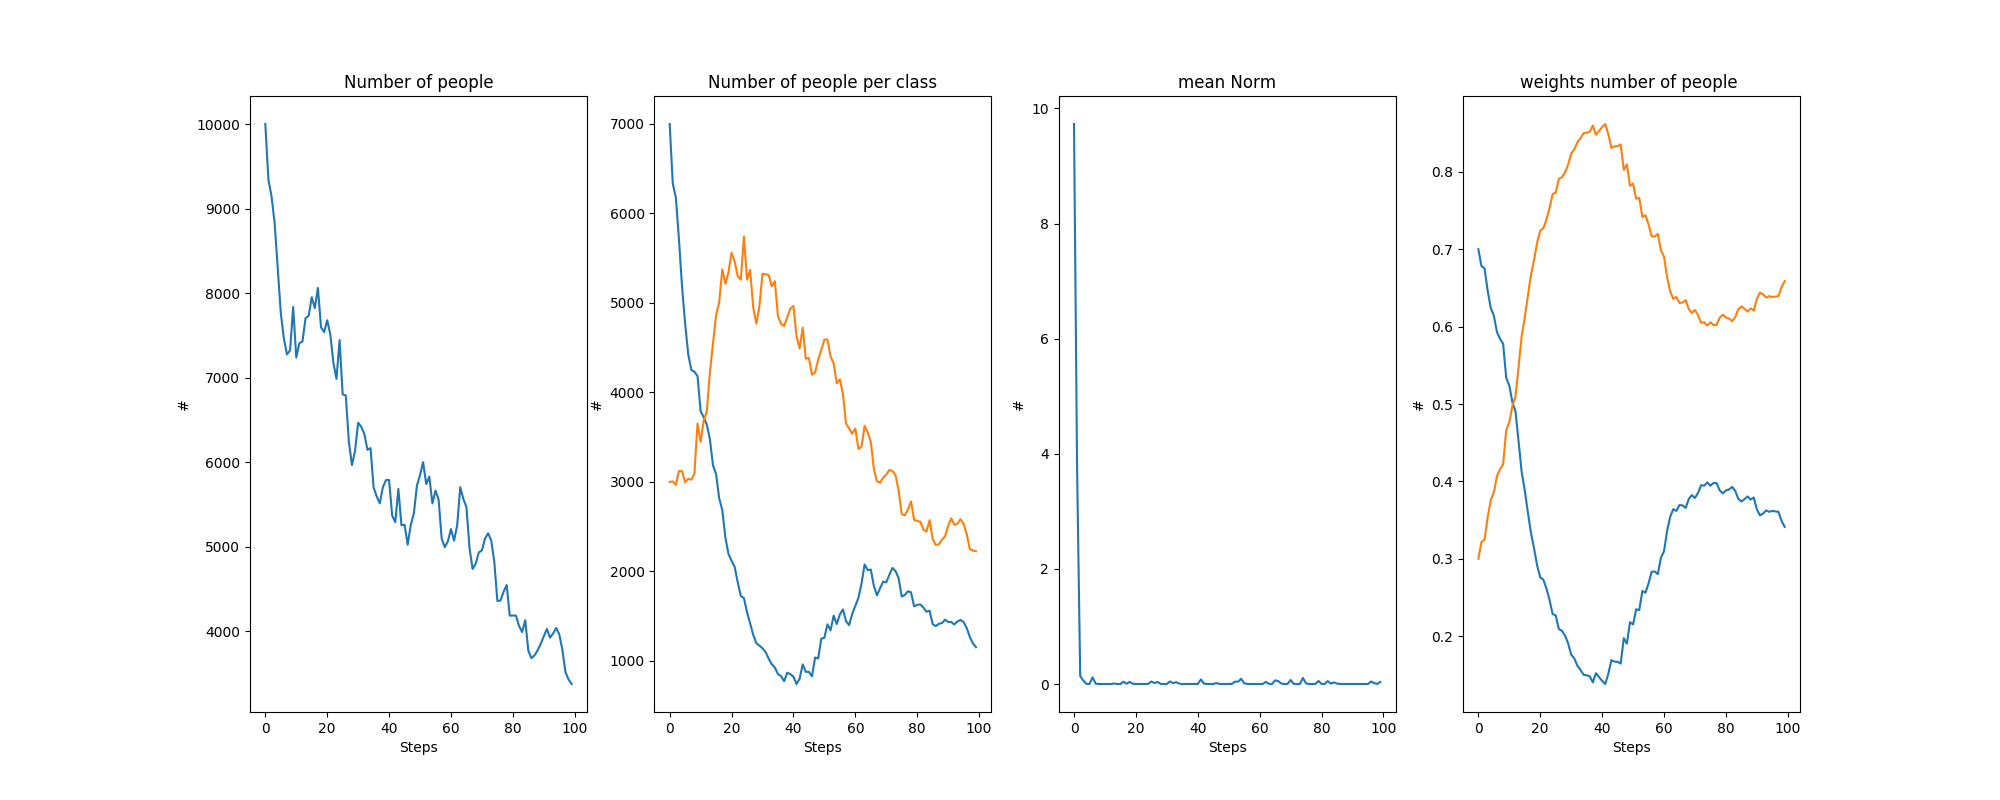 Number of people
10000
9000
8000
7000
6000
5000
4000
#
0 20 40 60 80 100
Steps
Number of people per class
7000
6000
5000
4000
3000
2000
1000
#
0 20 40 60 80 100
Steps
mean Norm
10
8
6
4
2
0
#
0 20 40 60 80 100
Steps
weights number of people
0.8
0.7
0.6
0.5
0.4
0.3
0.2
#
0 20 40 60 80 100
Steps